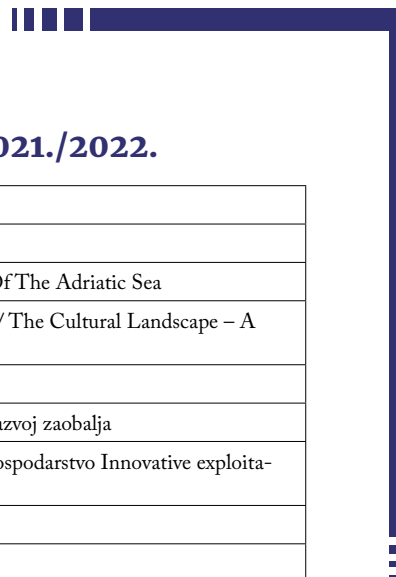 021./2022.
Of The Adriatic Sea
/ The Cultural Landscape – A
azvoj zaobalja
ospodarstvo Innovative exploita-